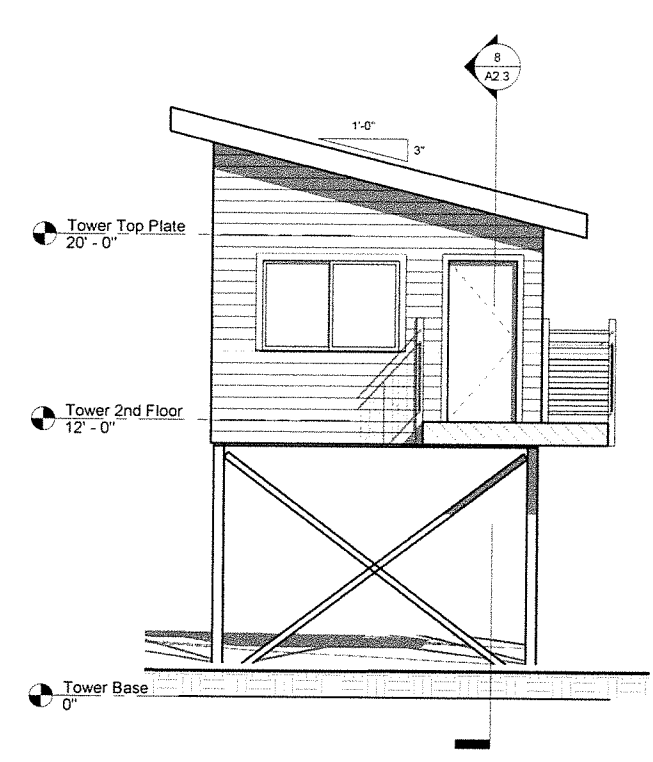 8
A2.3
1'-0"
3"
Tower Top Plate
20' - 0"
Tower 2nd Floor
12' - 0"
Tower Base
0"